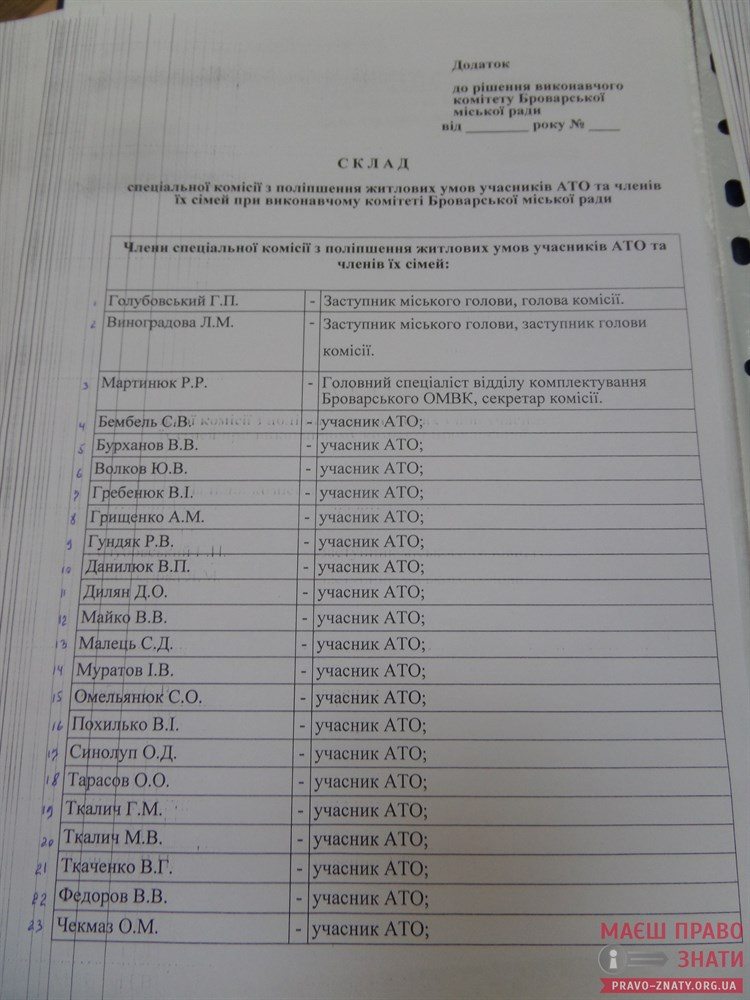 Додаток
до рішення виконавчого
комітету Броварської
міської ради
від ________ року № ____
С К Л А Д
спеціальної комісії з поліпшення житлових умов учасників АТО та членів
їх сімей при виконавчому комітеті Броварської міської ради
Члени спеціальної комісії з поліпшення житлових умов учасників АТО та
членів їх сімей:
1 Голубовський Г.П. - Заступник міського голови, голова комісії.
2 Виноградова Л.М. - Заступник міського голови, заступник голови
комісії.
3 Мартинюк Р.Р. - Головний спеціаліст відділу комплектування
Броварського ОМВК, секретар комісії.
4 Бембель С.В. - учасник АТО;
5 Бурханов В.В. - учасник АТО;
6 Волков Ю.В. - учасник АТО;
7 Гребенюк В.І. - учасник АТО;
8 Грищенко А.М. - учасник АТО;
9 Гундяк Р.В. - учасник АТО;
10 Данилюк В.П. - учасник АТО;
11 Дилян Д.О. - учасник АТО;
12 Майко В.В. - учасник АТО;
13 Малець С.Д. - учасник АТО;
14 Муратов І.В. - учасник АТО;
15 Омельянюк С.О. - учасник АТО;
16 Похилько В.І. - учасник АТО;
17 Синолуп О.Д. - учасник АТО;
18 Тарасов О.О. - учасник АТО;
19 Ткалич Г.М. - учасник АТО;
20 Ткалич М.В. - учасник АТО;
21 Ткаченко В.Г. - учасник АТО;
22 Федоров В.В. - учасник АТО;
23 Чекмаз О.М. - учасник АТО;
МАЄШ ПРАВО
ЗНАТИ
PRAVO-ZNATY.ORG.UA